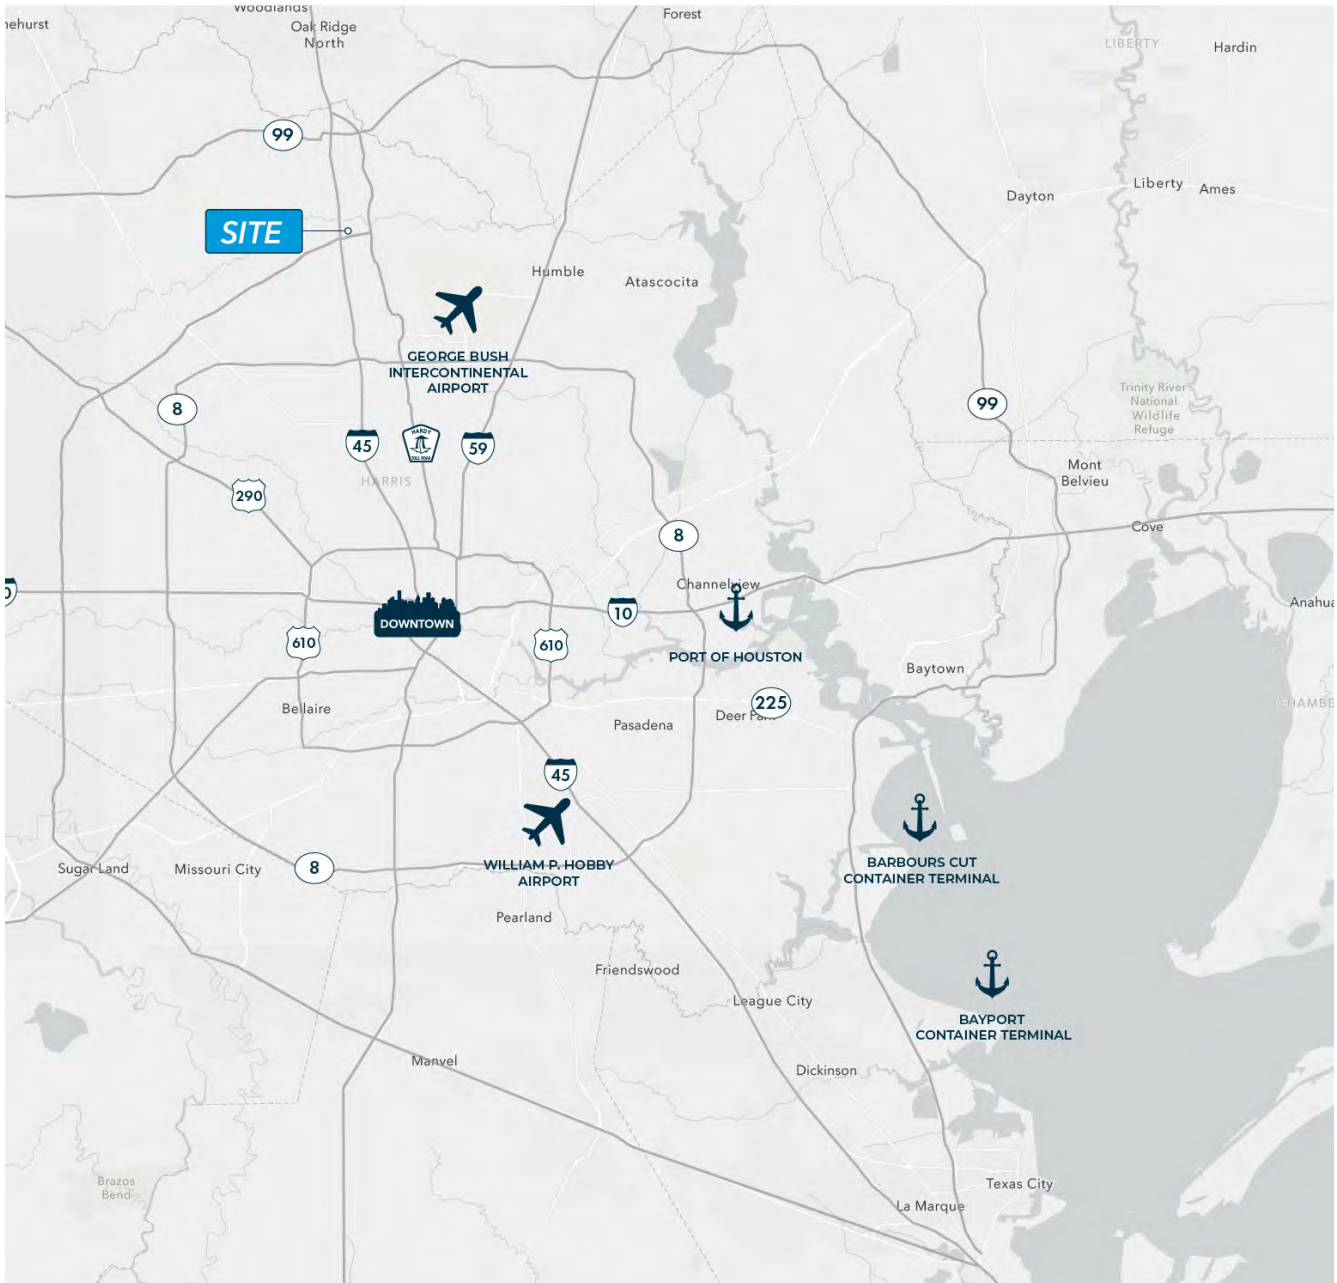 Woodlands
Oak Ridge
North
Forest
LIBERTY
Hardin
99
Dayton
Liberty
Ames
SITE
Humble
Atascocita
GEORGE BUSH
INTERCONTINENTAL
AIRPORT
Trinity River
National
Wildlife
Refuge
8
99
45
HARDY
TOLL ROAD
59
HARRIS
Mont
Belvieu
290
8
Cove
Channelview
10
DOWNTOWN
610
610
PORT OF HOUSTON
Baytown
225
Bellaire
Pasadena
Deer Park
45
WILLIAM P. HOBBY
AIRPORT
BARBOURS CUT
CONTAINER TERMINAL
Sugar Land
Missouri City
8
Pearland
Friendswood
League City
BAYPORT
CONTAINER TERMINAL
Manvel
Dickinson
Brazos
Bend
Texas City
La Marque